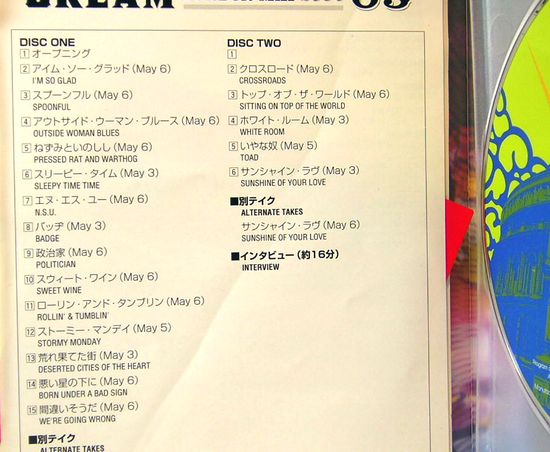 CREAM
05
DISC ONE
1 オープニング
2 アイム・ソー・グラッド (May 6)
I'M SO GLAD
3 スプーンフル (May 6)
SPOONFUL
4 アウトサイド・ウーマン・ブルース (May 6)
OUTSIDE WOMAN BLUES
5 ねずみといのしし (May 6)
PRESSED RAT AND WARTHOG
6 スリーピー・タイム (May 3)
SLEEPY TIME TIME
7 エヌ・エス・ユー (May 6)
N.S.U.
8 バッヂ (May 3)
BADGE
9 政治家 (May 6)
POLITICIAN
10 スウィート・ワイン (May 6)
SWEET WINE
11 ローリン・アンド・タンブリン (May 6)
ROLLIN' & TUMBLIN'
12 ストーミー・マンデイ (May 5)
STORMY MONDAY
13 荒れ果てた街 (May 3)
DESERTED CITIES OF THE HEART
14 悪い星の下に (May 6)
BORN UNDER A BAD SIGN
15 間違いそうだ (May 6)
WE'RE GOING WRONG
■別テイク
ALTERNATE TAKES
DISC TWO
1
2 クロスロード (May 6)
CROSSROADS
3 トップ・オブ・ザ・ワールド (May 6)
SITTING ON TOP OF THE WORLD
4 ホワイト・ルーム (May 3)
WHITE ROOM
5 いやな奴 (May 5)
TOAD
6 サンシャイン・ラヴ (May 3)
SUNSHINE OF YOUR LOVE
■別テイク
ALTERNATE TAKES
サンシャイン・ラヴ (May 6)
SUNSHINE OF YOUR LOVE
■インタビュー (約16分)
INTERVIEW